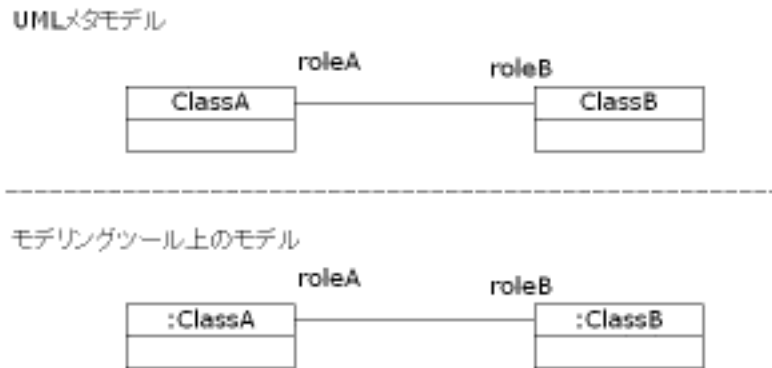 UMLメタモデル
roleA roleB
ClassA ClassB
モデリングツール上のモデル
roleA roleB
:ClassA :ClassB